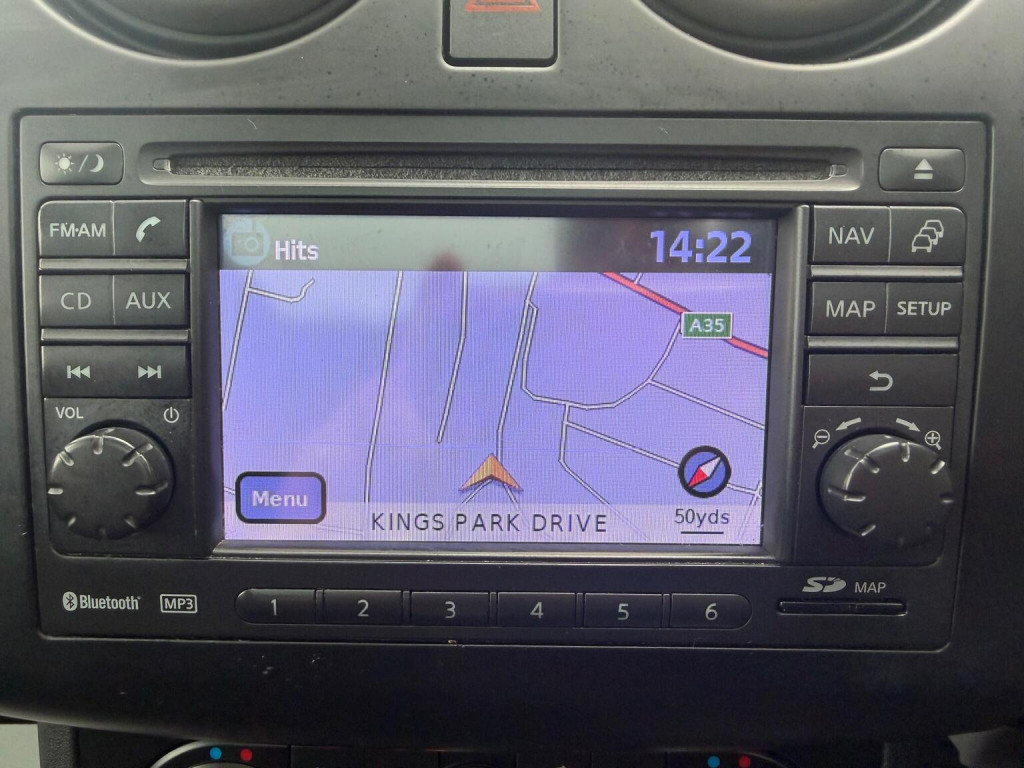 FM·AM
CD AUX
VOL
Hits
14:22
A35
Menu
KINGS PARK DRIVE
50yds
NAV
MAP SETUP
Bluetooth MP3
1 2 3 4 5 6
SD MAP